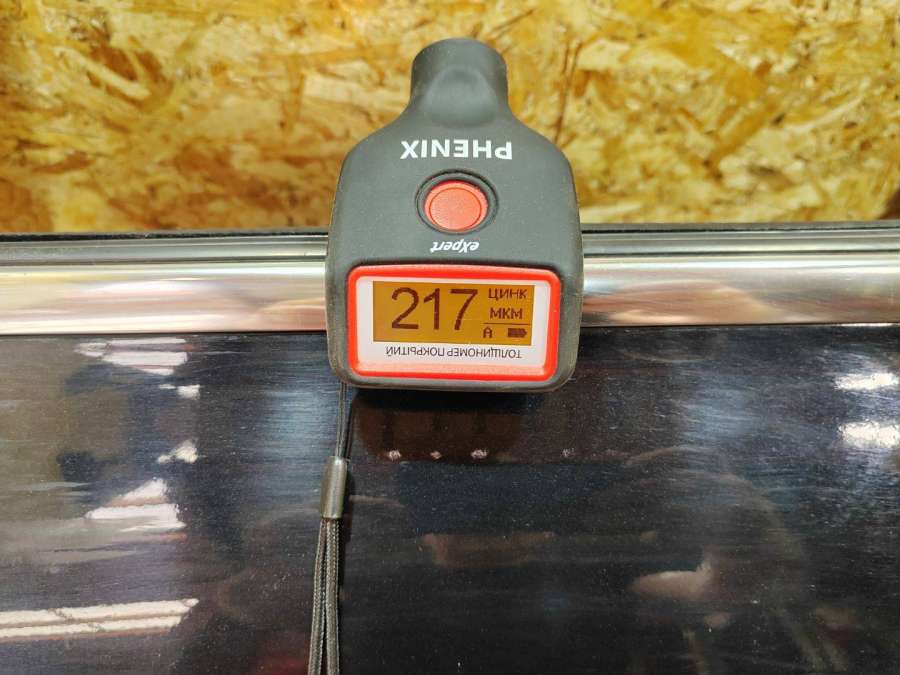 PHENIX
eXpert
217 ЦИНК
МКМ
A
ТОЛЩИНОМЕР ПОКРЫТИЙ